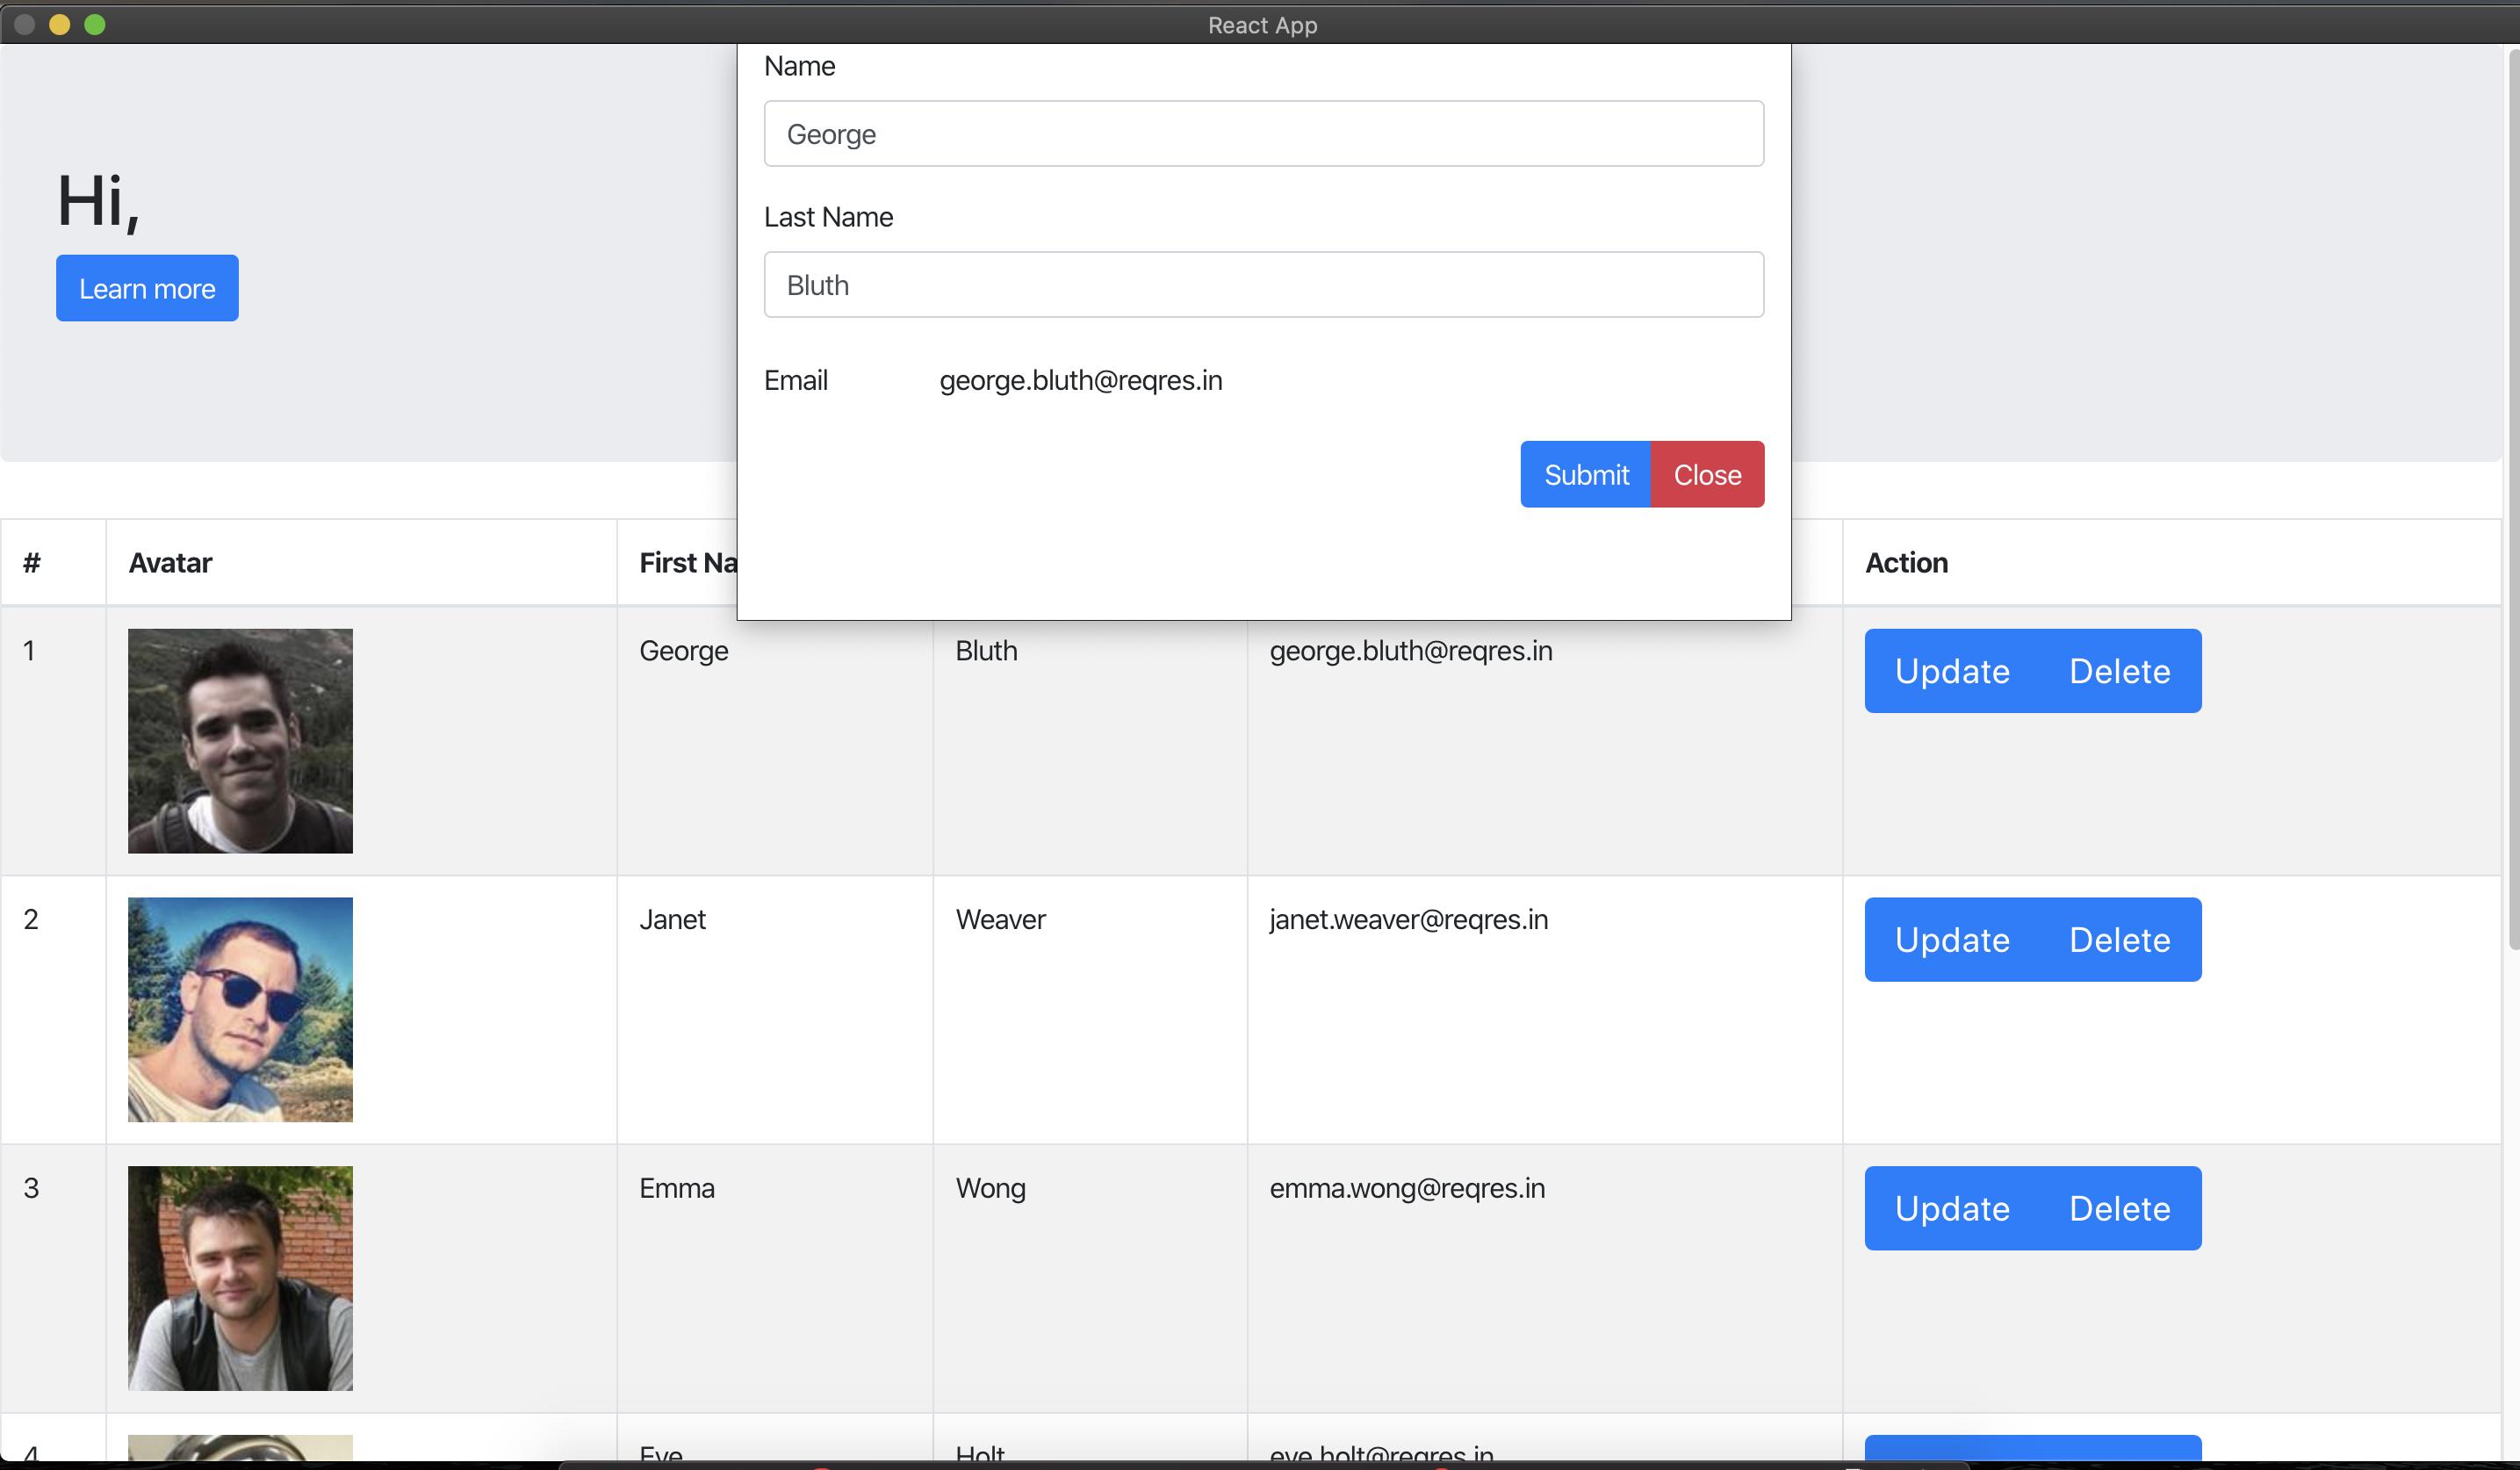 React App
Name
George
Last Name
Bluth
Email george.bluth@reqres.in
Submit Close
Hi,
Learn more
# Avatar First Na Action
1 George Bluth george.bluth@reqres.in Update Delete
2 Janet Weaver janet.weaver@reqres.in Update Delete
3 Emma Wong emma.wong@reqres.in Update Delete
4 Eve Holt eve.holt@reqres.in